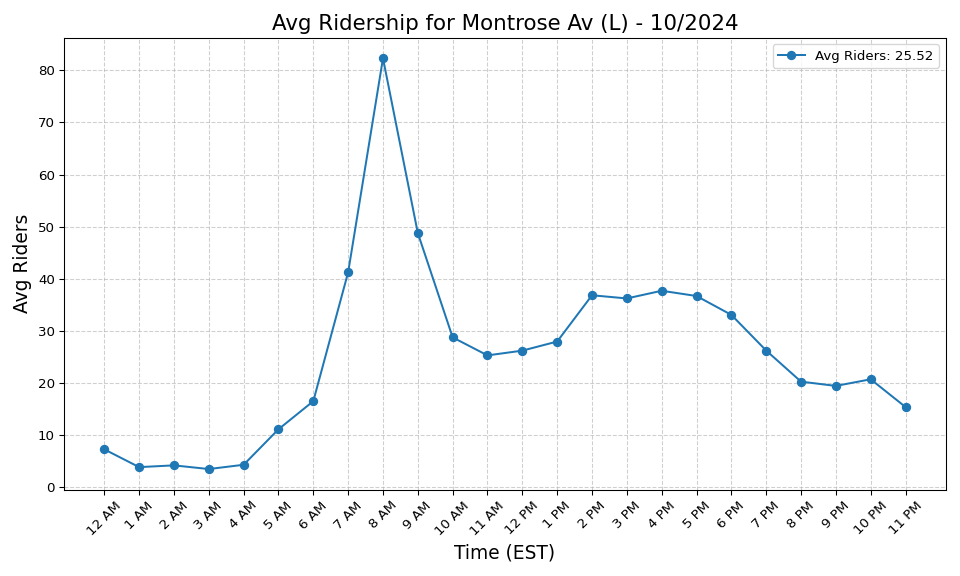 Avg Ridership for Montrose Av (L) - 10/2024
Avg Riders: 25.52
Avg Riders
80
70
60
50
40
30
20
10
0
12 AM
1 AM
2 AM
3 AM
4 AM
5 AM
6 AM
7 AM
8 AM
9 AM
10 AM
11 AM
12 PM
1 PM
2 PM
3 PM
4 PM
5 PM
6 PM
7 PM
8 PM
9 PM
10 PM
11 PM
Time (EST)